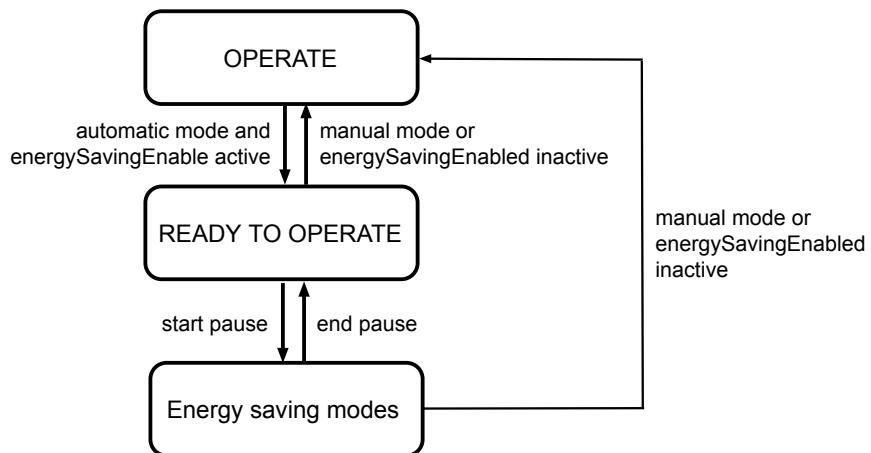 OPERATE
automatic mode and
energySavingEnable active
manual mode or
energySavingEnabled inactive
READY TO OPERATE
manual mode or
energySavingEnabled
inactive
start pause
end pause
Energy saving modes